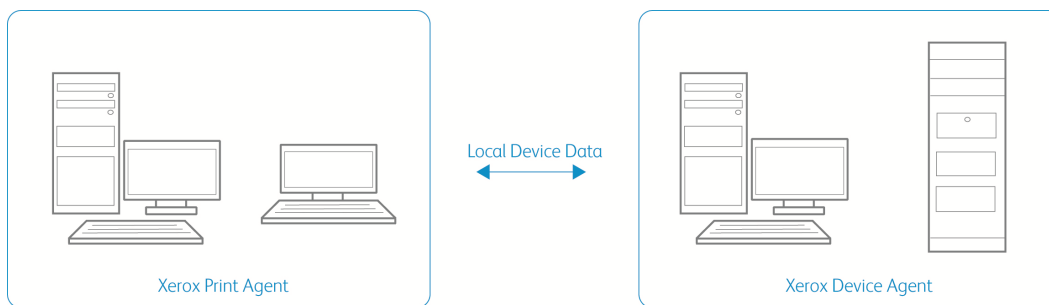 Local Device Data
Xerox Print Agent
Xerox Device Agent